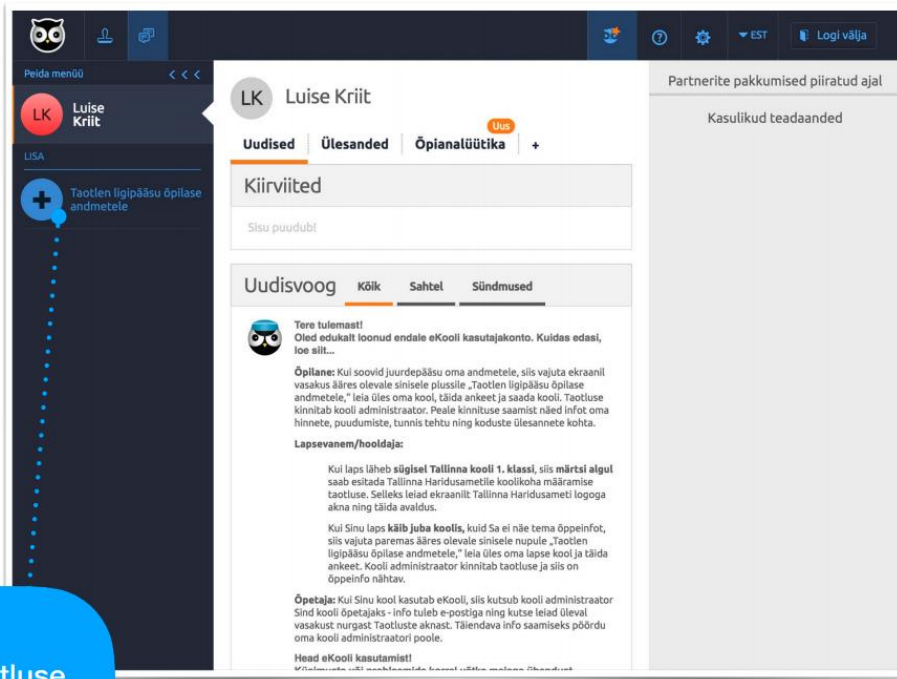 EST
Logi välja
Peida menüü
LK
Luise
Kriit
LISA
Taotlen ligipääsu õpilase
andmetele
LK
Luise Kriit
Uus
Uudised
Ülesanded
Õpianalüütika
+
Kiirviited
Sisu puudub!
Uudisvoog
Kõik
Sahtel
Sündmused
Tere tulemast!
Oled edukalt loonud endale eKooli kasutajakonto. Kuidas edasi,
loe siit...
Õpilane: Kui soovid juurdepääsu oma andmetele, siis vajuta ekraanil
vasakus ääres olevale sinisele plussile „Taotlen ligipääsu õpilase
andmetele,” leia üles oma kool, täida ankeet ja saada kooli. Taotluse
kinnitab kooli administraator. Peale kinnituse saamist näed infot oma
hinnete, puudumiste, tunnis tehtu ning koduste ülesannete kohta.
Lapsevanem/hooldaja:
Kui laps läheb sügisel Tallinna kooli 1. klassi, siis märtsi algul
saab esitada Tallinna Haridusametile koolikoha määramise
taotluse. Selleks leiad ekraanilt Tallinna Haridusameti logoga
akna ning täida avaldus.
Kui Sinu laps käib juba koolis, kuid Sa ei näe tema õppeinfot,
siis vajuta paremas ääres olevale sinisele nupule „Taotlen
ligipääsu õpilase andmetele,” leia üles oma lapse kool ja täida
ankeet. Kooli administraator kinnitab taotluse ja siis on
õppeinfo nähtav.
Õpetaja: Kui Sinu kool kasutab eKooli, siis kutsub kooli administraator
Sind kooli õpetajaks - info tuleb e-postiga ning kutse leiad üleval
vasakust nurgast Taotluste aknast. Täiendava info saamiseks pöördu
oma kooli administraatori poole.
Head eKooli kasutamist!
Partnerite pakkumised piiratud ajal
Kasulikud teadaanded
tluse